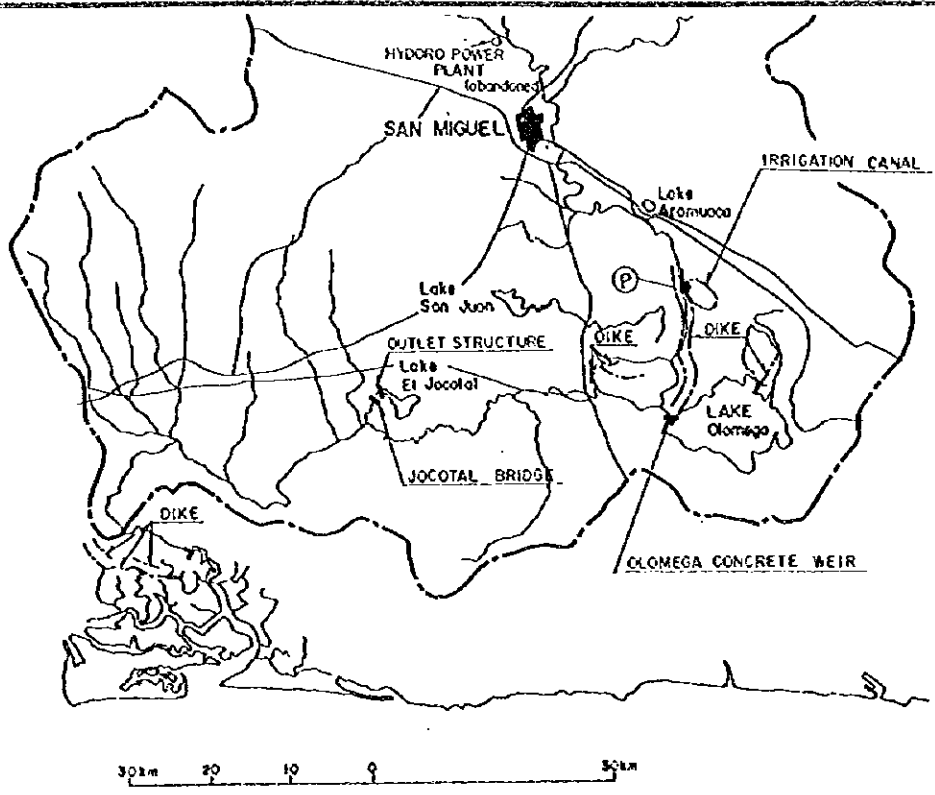 HYDORO POWER
PLANT
(abandoned)
SAN MIGUEL
IRRIGATION CANAL
Lake
Aramuaca
P
Lake
San Juan
DIKE
DIKE
OUTLET STRUCTURE
Lake
El Jocotal
LAKE
Olomega
JOCOTAL BRIDGE
DIKE
OLOMEGA CONCRETE WEIR
30km 20 10 0 30km